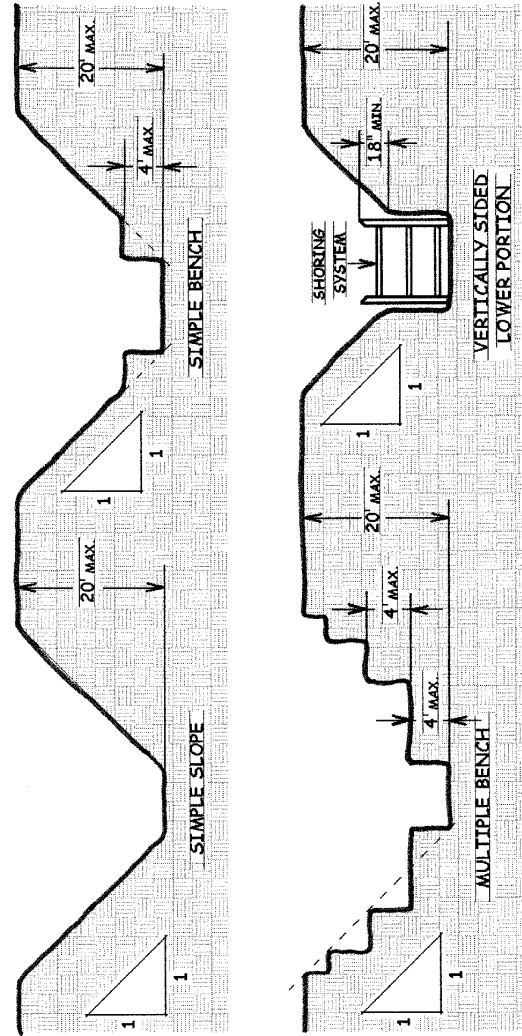 1
1
SIMPLE SLOPE
20' MAX.
1
1
SIMPLE BENCH
4' MAX
20' MAX.
1
1
MULTIPLE BENCH
4' MAX.
4' MAX.
20' MAX.
1
1
SHORING
SYSTEM
18" MIN.
20' MAX.
VERTICALLY SIDED
LOWER PORTION